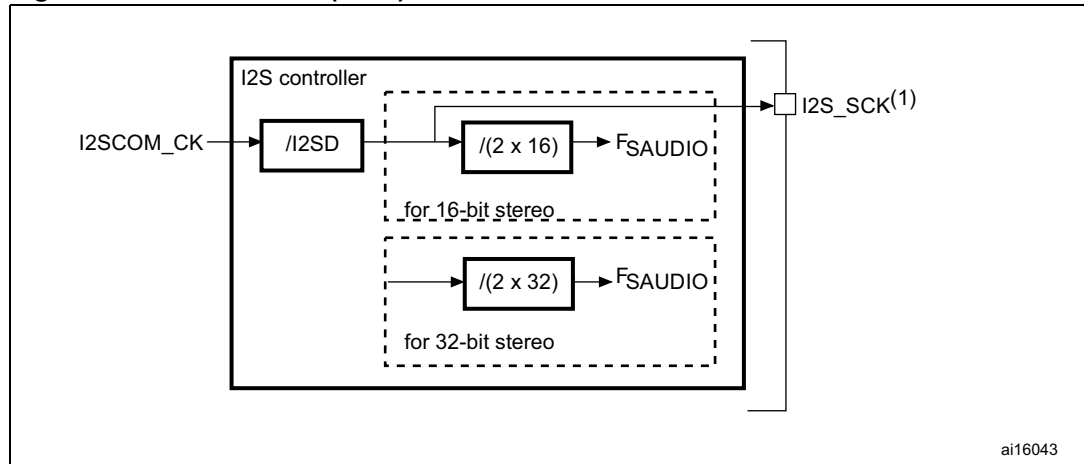 I2S controller
I2S_SCK(1)
I2SCOM_CK
/I2SD
/(2 x 16)
FSAUDIO
for 16-bit stereo
/(2 x 32)
FSAUDIO
for 32-bit stereo
ai16043